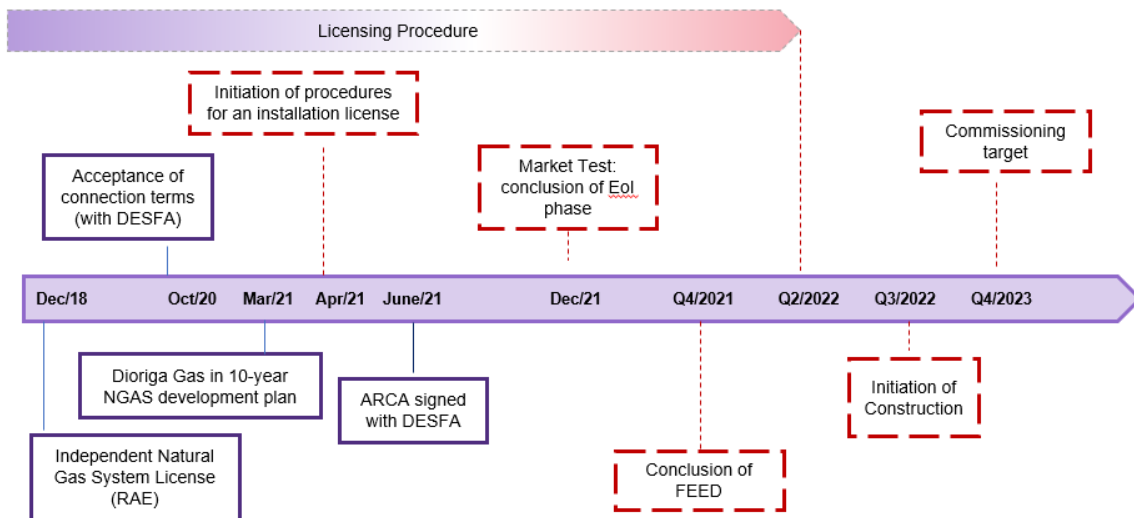 Licensing Procedure
Initiation of procedures
for an installation license
Commissioning
target
Market Test:
conclusion of EoI
phase
Acceptance of
connection terms
(with DESFA)
Dec/18
Oct/20
Mar/21
Apr/21
June/21
Dec/21
Q4/2021
Q2/2022
Q3/2022
Q4/2023
Dioriga Gas in 10-year
NGAS development plan
ARCA signed
with DESFA
Initiation of
Construction
Independent Natural
Gas System License
(RAE)
Conclusion of
FEED